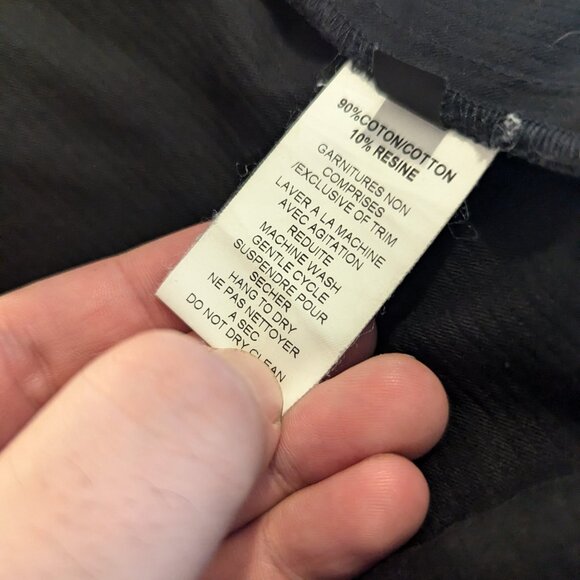 90%COTON/COTTON
10% RESINE
GARNITURES NON
COMPRISES
/EXCLUSIVE OF TRIM
LAVER A LA MACHINE
AVEC AGITATION
REDUITE
MACHINE WASH
GENTLE CYCLE
SUSPENDRE POUR
SECHER
HANG TO DRY
NE PAS NETTOYER
A SEC
DO NOT DRY CLEAN